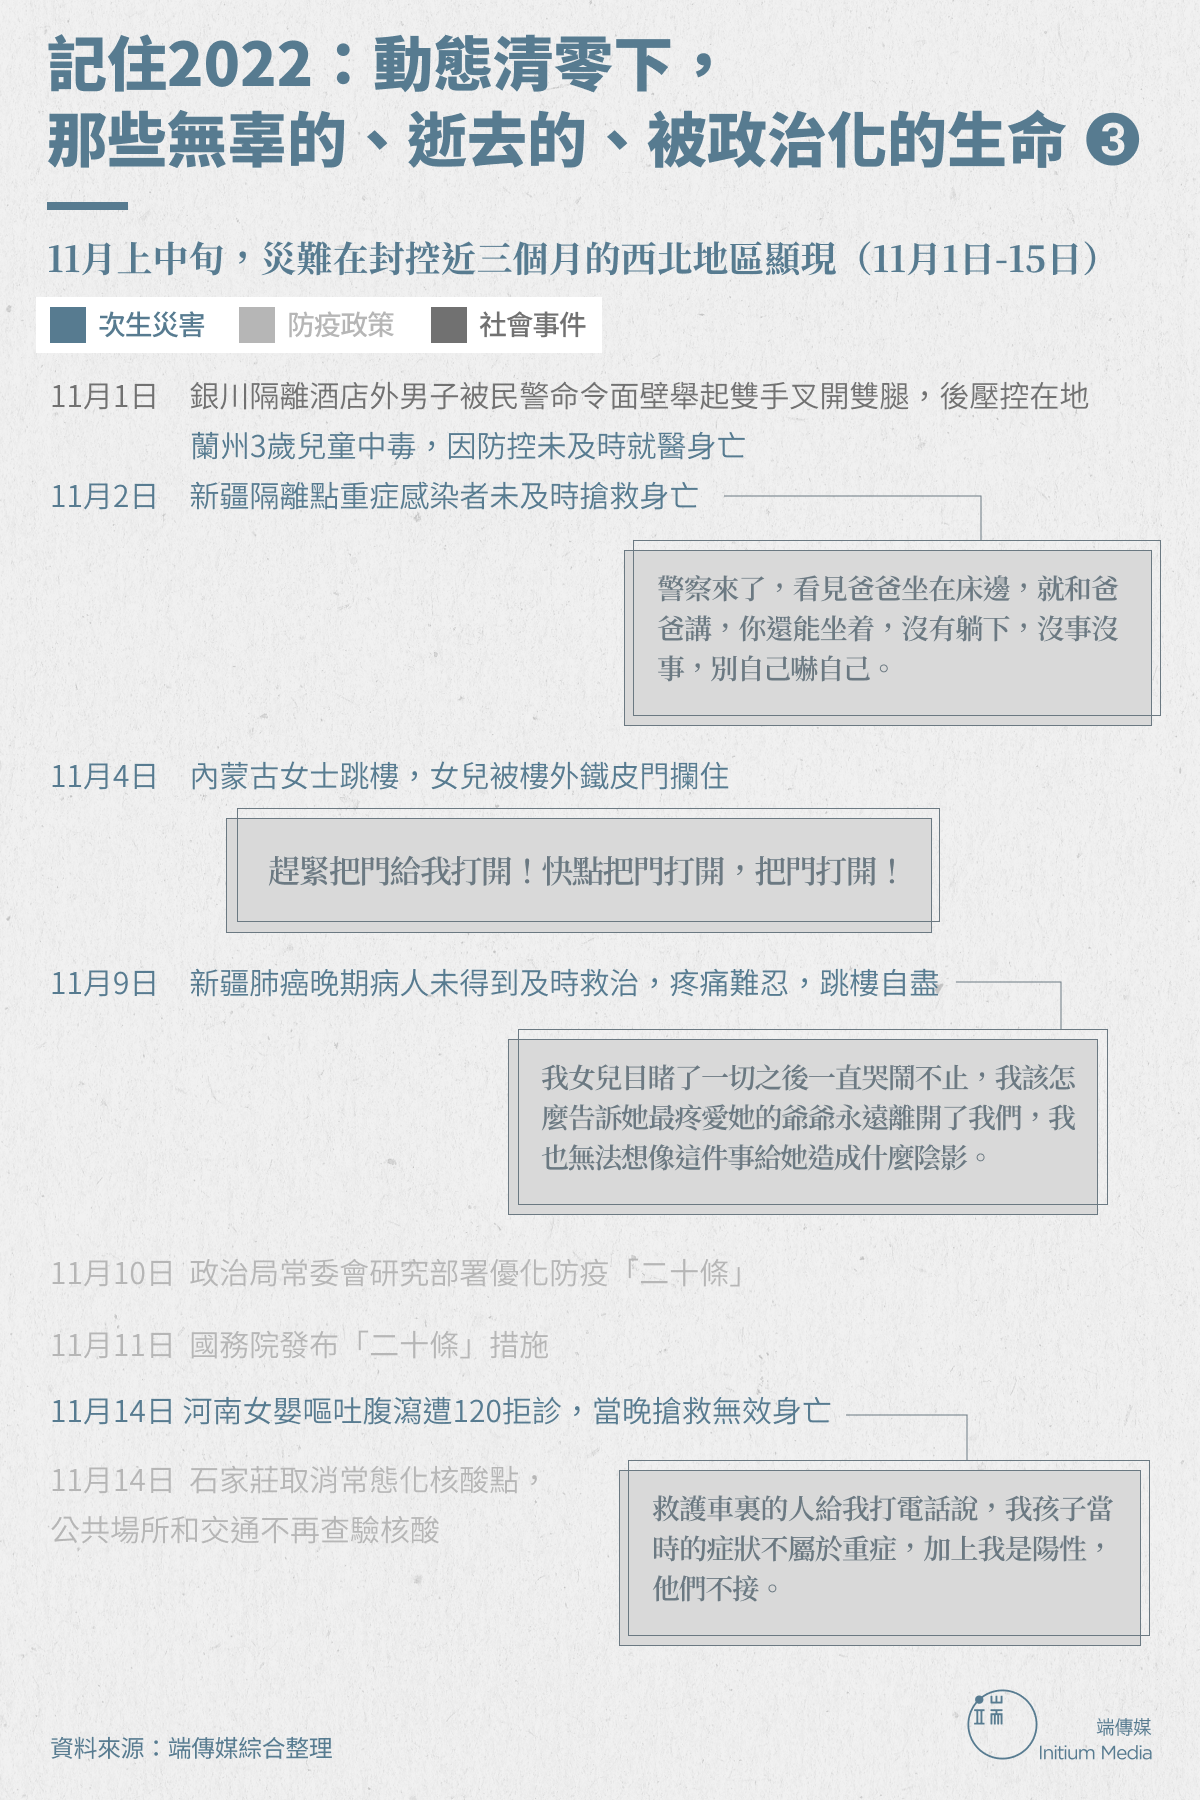 記住2022：動態清零下，
那些無辜的、逝去的、被政治化的生命 ❸
11月上中旬，災難在封控近三個月的西北地區顯現（11月1日-15日）
次生災害 防疫政策 社會事件
11月1日 銀川隔離酒店外男子被民警命令面壁舉起雙手叉開雙腿，後壓控在地
蘭州3歲兒童中毒，因防控未及時就醫身亡
11月2日 新疆隔離點重症感染者未及時搶救身亡
警察來了，看見爸爸坐在床邊，就和爸
爸講，你還能坐着，沒有躺下，沒事沒
事，別自己嚇自己。
11月4日 內蒙古女士跳樓，女兒被樓外鐵皮門攔住
趕緊把門給我打開！快點把門打開，把門打開！
11月9日 新疆肺癌晚期病人未得到及時救治，疼痛難忍，跳樓自盡
我女兒目睹了一切之後一直哭鬧不止，我該怎
麼告訴她最疼愛她的爺爺永遠離開了我們，我
也無法想像這件事給她造成什麼陰影。
11月10日 政治局常委會研究部署優化防疫「二十條」
11月11日 國務院發布「二十條」措施
11月14日 河南女嬰嘔吐腹瀉遭120拒診，當晚搶救無效身亡
11月14日 石家莊取消常態化核酸點，
公共場所和交通不再查驗核酸
救護車裏的人給我打電話說，我孩子當
時的症狀不屬於重症，加上我是陽性，
他們不接。
資料來源：端傳媒綜合整理
端
端傳媒
Initium Media